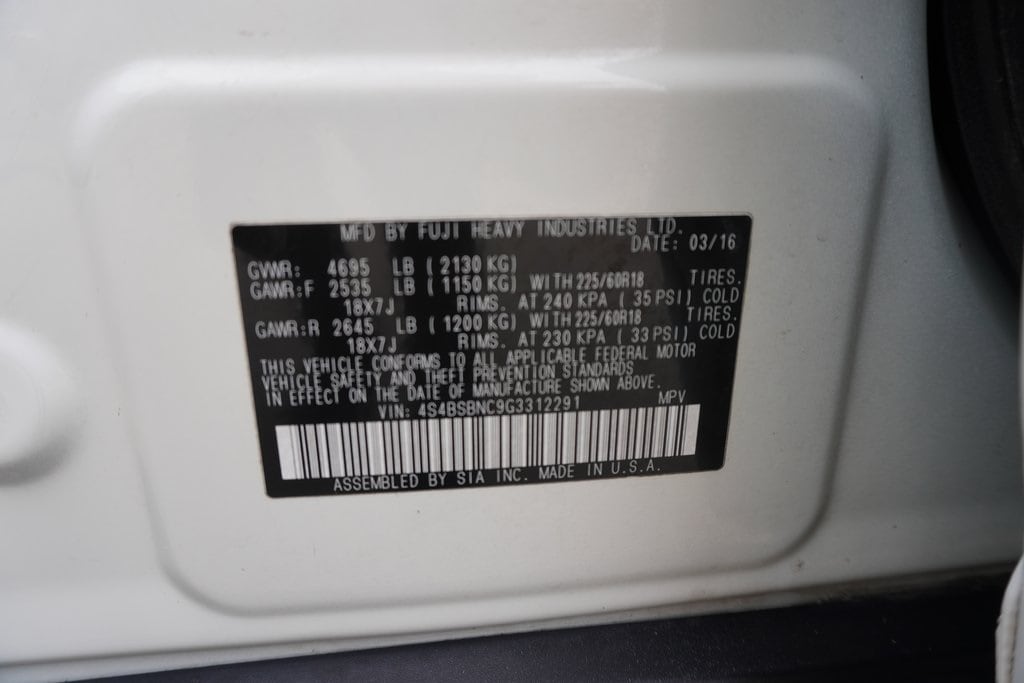 MFD BY FUJI HEAVY INDUSTRIES LTD.
DATE: 03/16
GVWR: 4695 LB ( 2130 KG)
GAWR:F 2535 LB ( 1150 KG) WITH 225/60R18 TIRES.
18X7J RIMS. AT 240 KPA ( 35 PSI) COLD
GAWR:R 2645 LB ( 1200 KG) WITH 225/60R18 TIRES.
18X7J RIMS. AT 230 KPA ( 33 PSI) COLD
THIS VEHICLE CONFORMS TO ALL APPLICABLE FEDERAL MOTOR
VEHICLE SAFETY AND THEFT PREVENTION STANDARDS
IN EFFECT ON THE DATE OF MANUFACTURE SHOWN ABOVE.
VIN: 4S4BSBNC9G3312291 MPV
ASSEMBLED BY SIA INC. MADE IN U.S.A.